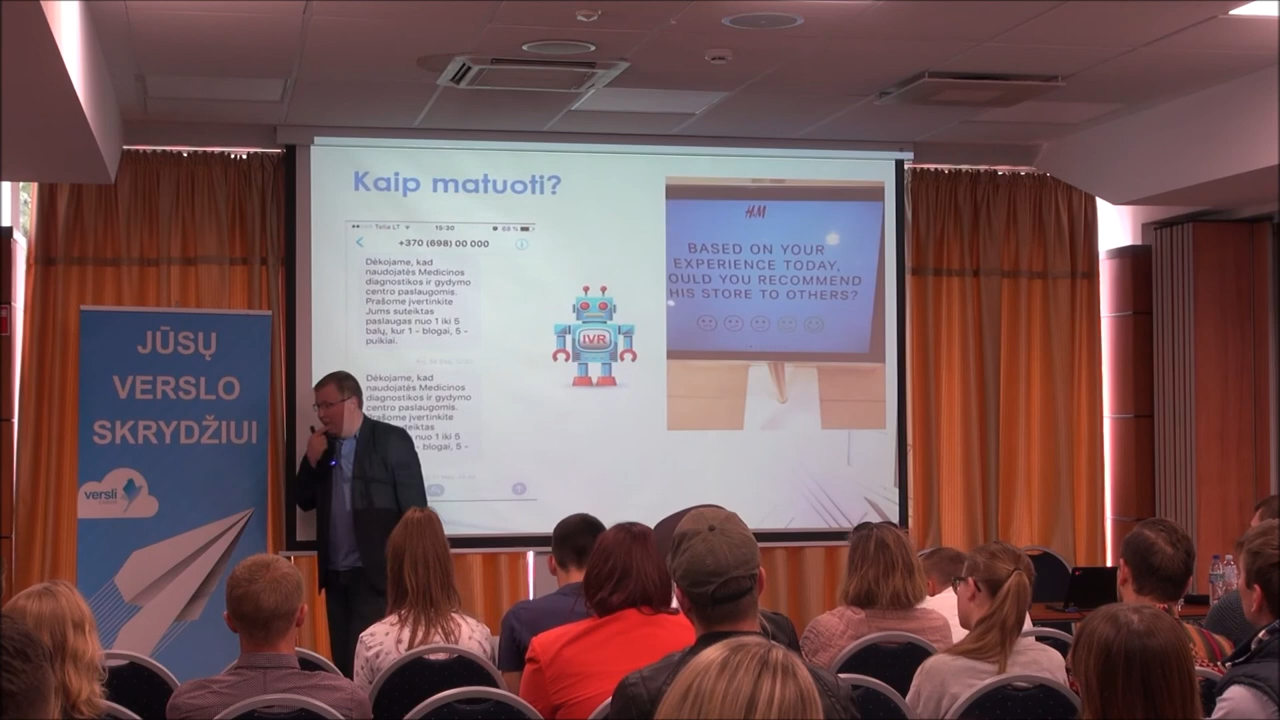 Kaip matuoti?
Telia LT
15:30
68 %
+370 (698) 00 000
Dėkojame, kad
naudojatės Medicinos
diagnostikos ir gydymo
centro paslaugomis.
Prašome įvertinkite
Jums suteiktas
paslaugas nuo 1 iki 5
balų, kur 1 - blogai, 5 -
puikiai.
Dėkojame, kad
naudojatės Medicinos
diagnostikos ir gydymo
centro paslaugomis.
Prašome įvertinkite
suteiktas
nuo 1 iki 5
- blogai, 5 -
IVR
H&M
BASED ON YOUR
EXPERIENCE TODAY,
OULD YOU RECOMMEND
HIS STORE TO OTHERS?
JŪSŲ
VERSLO
SKRYDŽIUI
versli